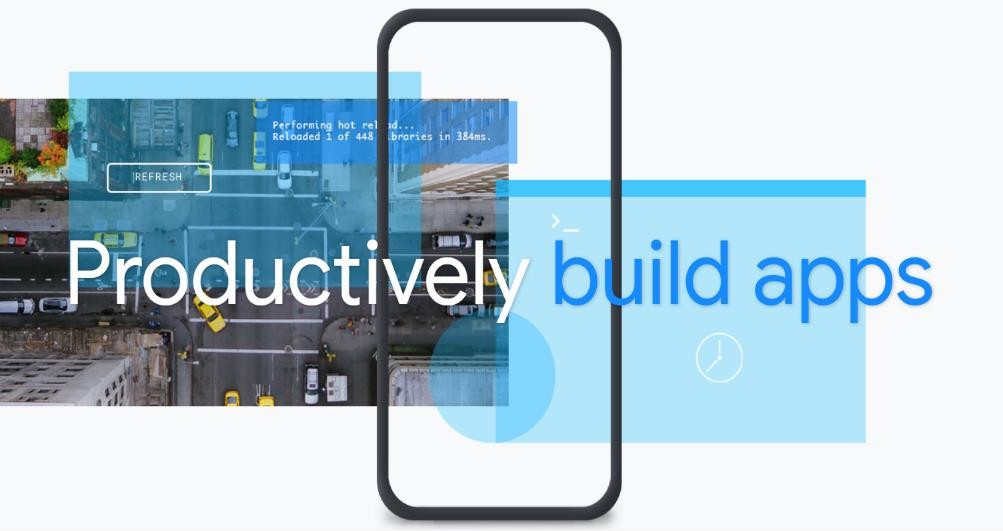 Performing hot reload...
Reloaded 1 of 448 libraries in 384ms.
REFRESH
>_
Productively build apps